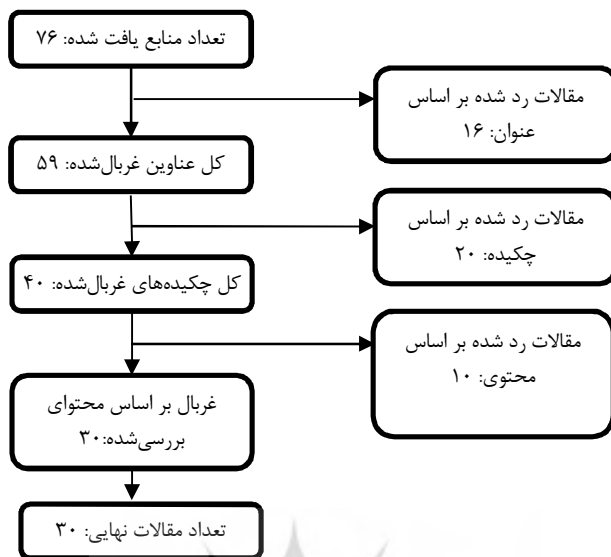 تعداد منابع یافت شده: ۷۶
مقالات رد شده بر اساس
عنوان: ۱۶
کل عناوین غربال‌شده: ۵۹
مقالات رد شده بر اساس
چکیده: ۲۰
کل چکیده‌های غربال‌شده: ۴۰
مقالات رد شده بر اساس
محتوی: ۱۰
غربال بر اساس محتوای
بررسی‌شده:۳۰
تعداد مقالات نهایی: ۳۰